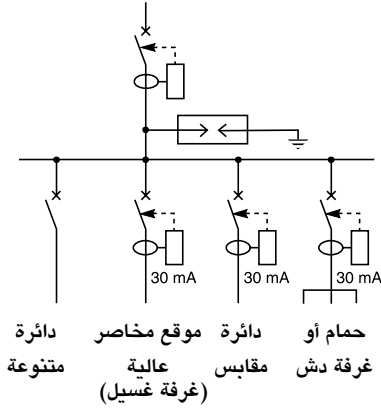 30 mA 30 mA 30 mA
حمام أو
غرفة دش
دائرة
مقابس
موقع مخاصر
عالية
(غرفة غسيل)
دائرة
متنوعة